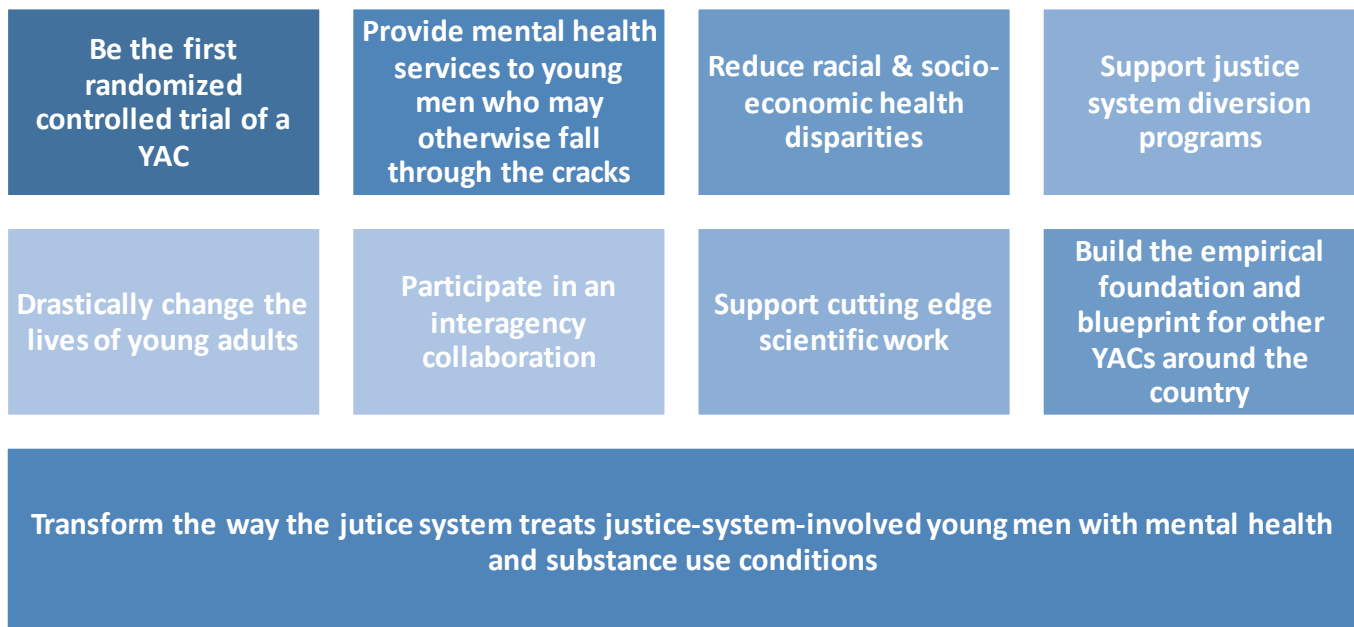 Be the first
randomized
controlled trial of a
YAC
Provide mental health
services to young
men who may
otherwise fall
through the cracks
Reduce racial & socio-
economic health
disparities
Support justice
system diversion
programs
Drastically change the
lives of young adults
Participate in an
interagency
collaboration
Support cutting edge
scientific work
Build the empirical
foundation and
blueprint for other
YACs around the
country
Transform the way the jutice system treats justice-system-involved young men with mental health
and substance use conditions